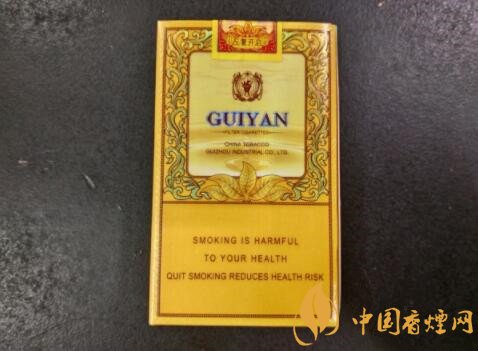 GUIYAN
FILTER CIGARETTES
CHINA TOBACCO
GUIZHOU INDUSTRIAL CO., LTD.
SMOKING IS HARMFUL
TO YOUR HEALTH
QUIT SMOKING REDUCES HEALTH RISK
中国香烟网